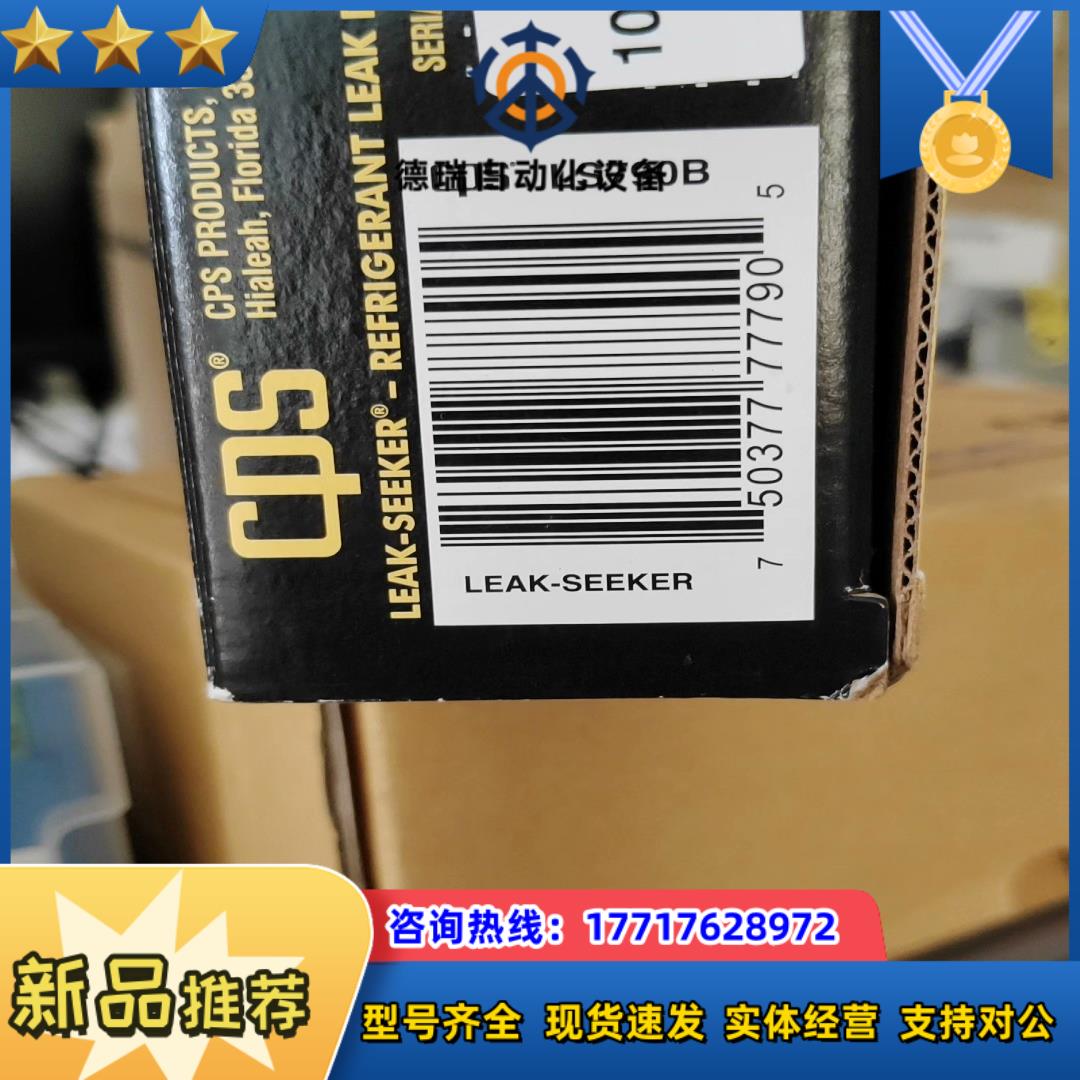 CPS PRODUCTS,
Hialeah, Florida
cps®
LEAK-SEEKER® - REFRIGERANT LEAK
SERI
10
德瑞自动化设备
90B
7 50377 77790 5
LEAK-SEEKER
咨询热线：17717628972
新品推荐
型号齐全 现货速发 实体经营 支持对公